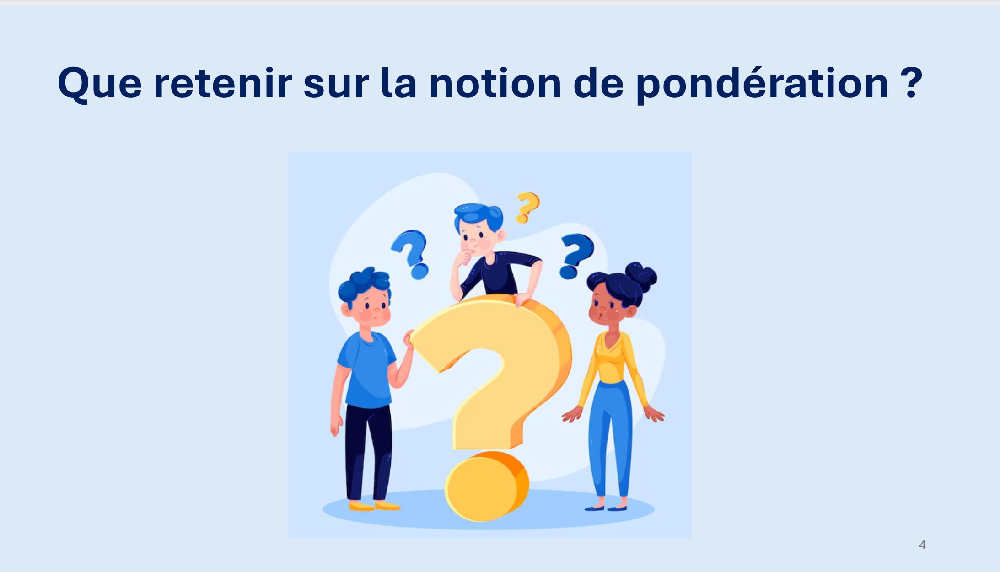 Que retenir sur la notion de pondération ?
4